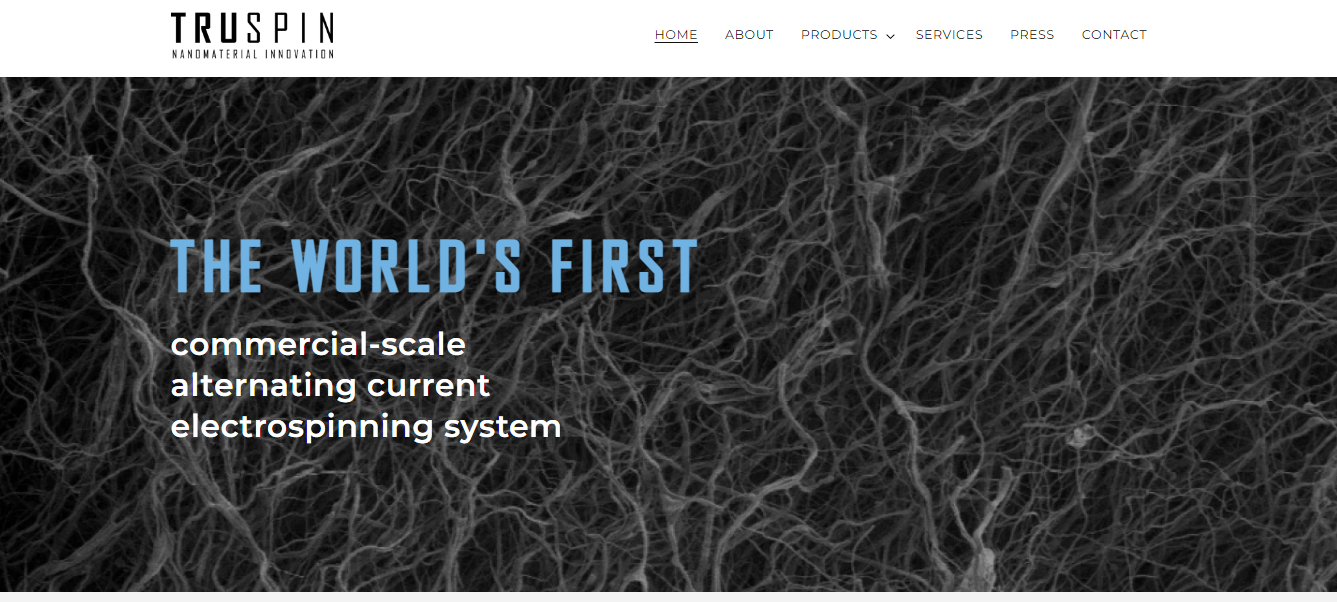 TRUSPIN
NANOMATERIAL INNOVATION
HOME ABOUT PRODUCTS SERVICES PRESS CONTACT
THE WORLD'S FIRST
commercial-scale
alternating current
electrospinning system